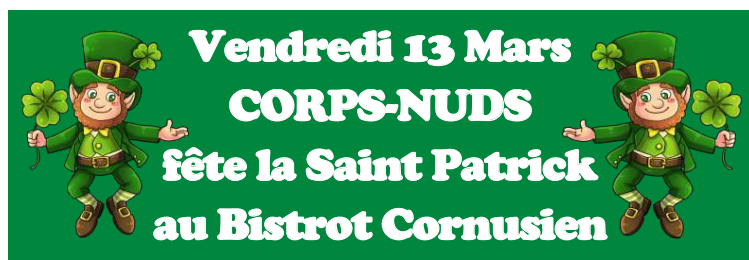 Vendredi 13 Mars
CORPS-NUDS
fête la Saint Patrick
au Bistrot Cornusien